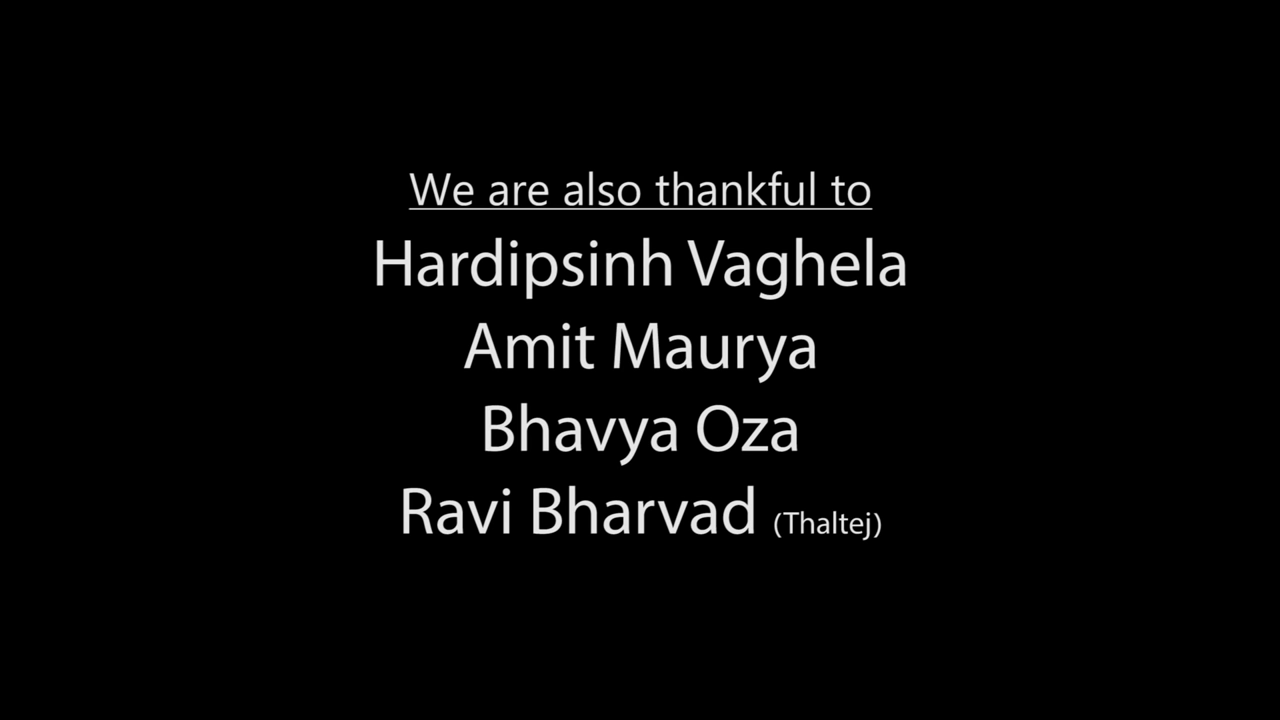 We are also thankful to
Hardipsinh Vaghela
Amit Maurya
Bhavya Oza
Ravi Bharvad (Thaltej)